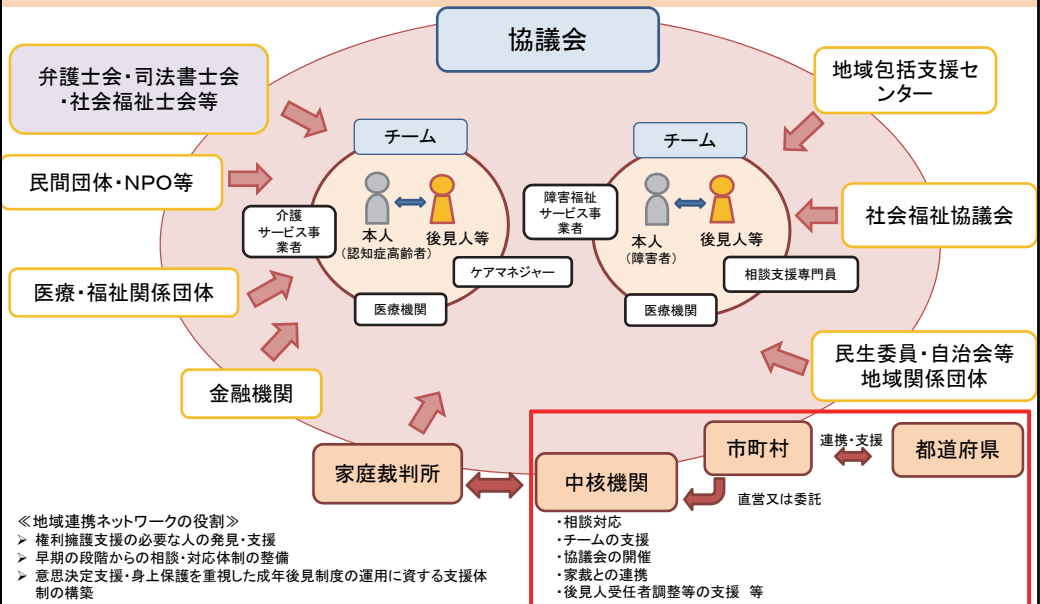 協議会
弁護士会・司法書士会
・社会福祉士会等
地域包括支援セ
ンター
チーム
チーム
民間団体・NPO等
介護
サービス事
業者
本人
(認知症高齢者)
後見人等
障害福祉
サービス事業
者
本人
(障害者)
後見人等
社会福祉協議会
ケアマネジャー
相談支援専門員
医療・福祉関係団体
医療機関
医療機関
金融機関
民生委員・自治会等
地域関係団体
家庭裁判所
中核機関
市町村
連携・支援
都道府県
直営又は委託
≪地域連携ネットワークの役割≫
➢ 権利擁護支援の必要な人の発見・支援
➢ 早期の段階からの相談・対応体制の整備
➢ 意思決定支援・身上保護を重視した成年後見制度の運用に資する支援体
制の構築
・相談対応
・チームの支援
・協議会の開催
・家裁との連携
・後見人受任者調整等の支援 等